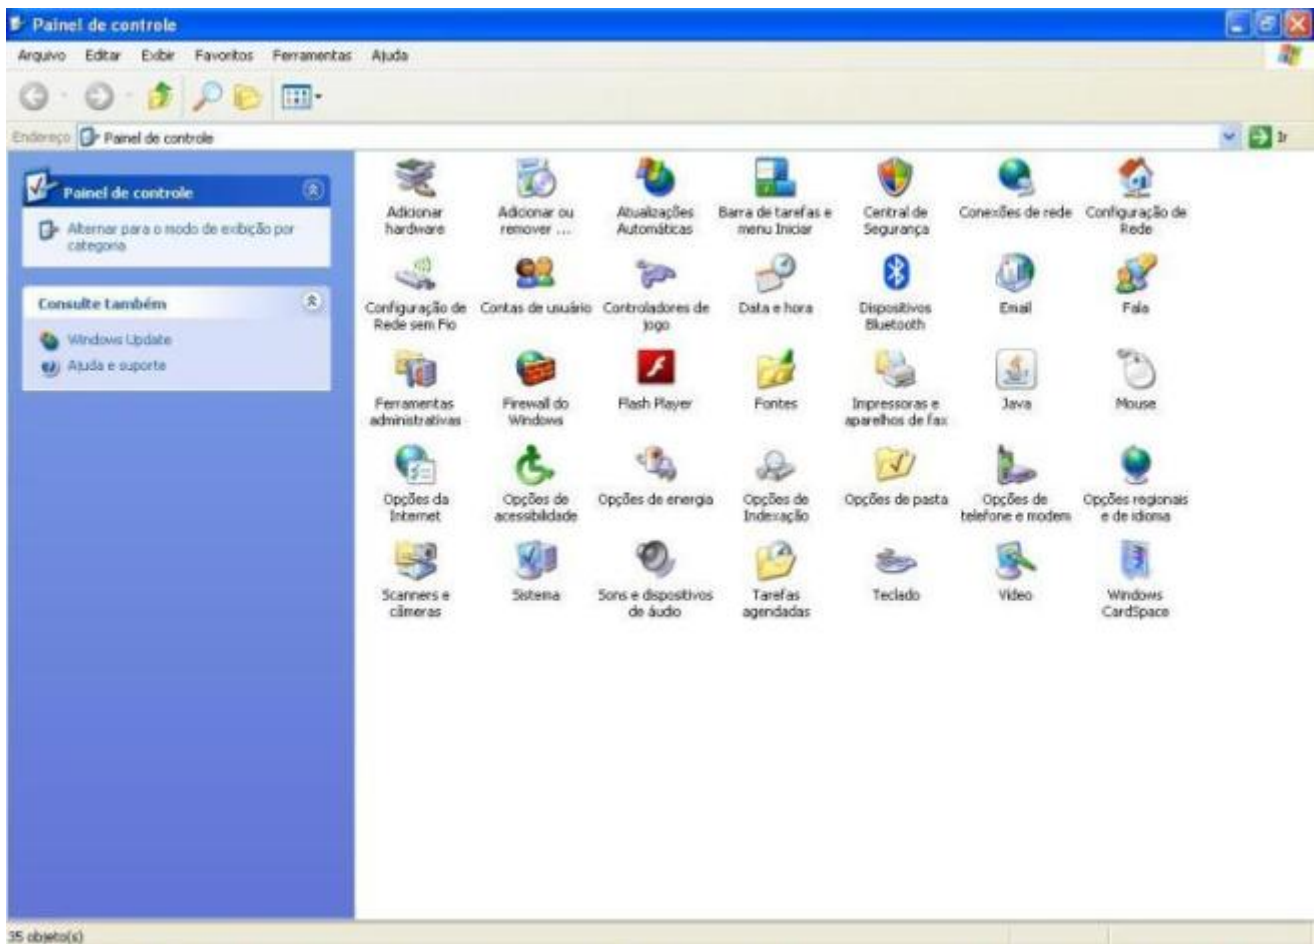 Painel de controle
Arquivo Editar Exibir Favoritos Ferramentas Ajuda
Endereço Painel de controle Ir
Painel de controle
Alternar para o modo de exibição por
categoria
Consulte também
Windows Update
Ajuda e suporte
Adicionar
hardware
Adicionar ou
remover ...
Atualizações
Automáticas
Barra de tarefas e
menu Iniciar
Central de
Segurança
Conexões de rede
Configuração de
Rede
Configuração de
Rede sem Fio
Contas de usuário
Controladores de
jogo
Data e hora
Dispositivos
Bluetooth
Email
Fala
Ferramentas
administrativas
Firewall do
Windows
Flash Player
Fontes
Impressoras e
aparelhos de fax
Java
Mouse
Opções da
Internet
Opções de
acessibilidade
Opções de energia
Opções de
Indexação
Opções de pasta
Opções de
telefone e modem
Opções regionais
e de idioma
Scanners e
câmeras
Sistema
Sons e dispositivos
de áudio
Tarefas
agendadas
Teclado
Vídeo
Windows
CardSpace
35 objeto(s)